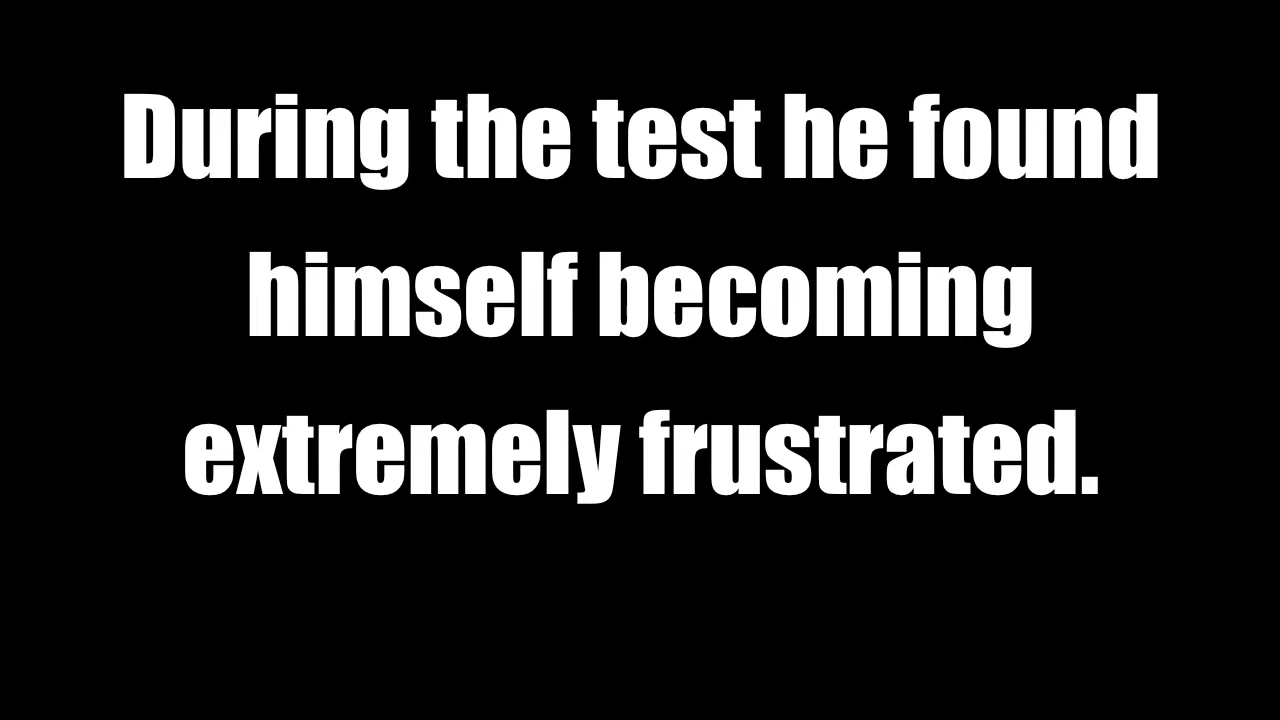 During the test he found
himself becoming
extremely frustrated.